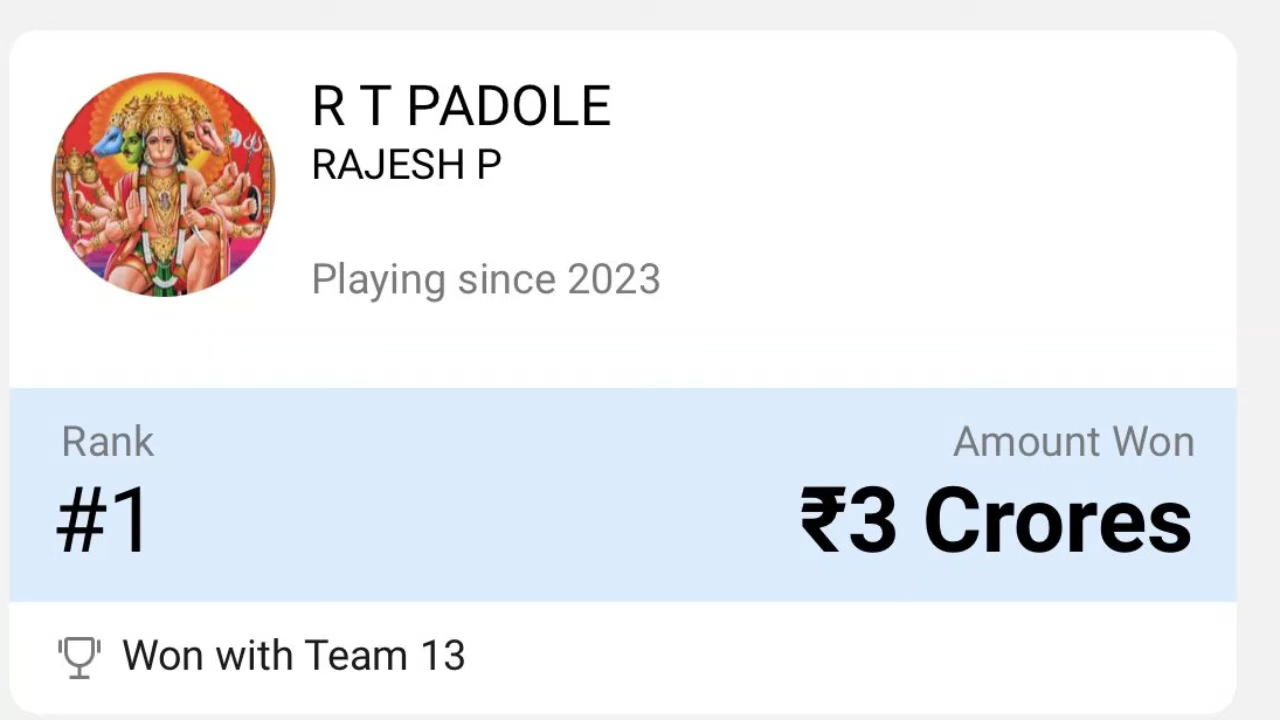 R T PADOLE
RAJESH P
Playing since 2023
Rank
Amount Won
#1
₹3 Crores
Won with Team 13